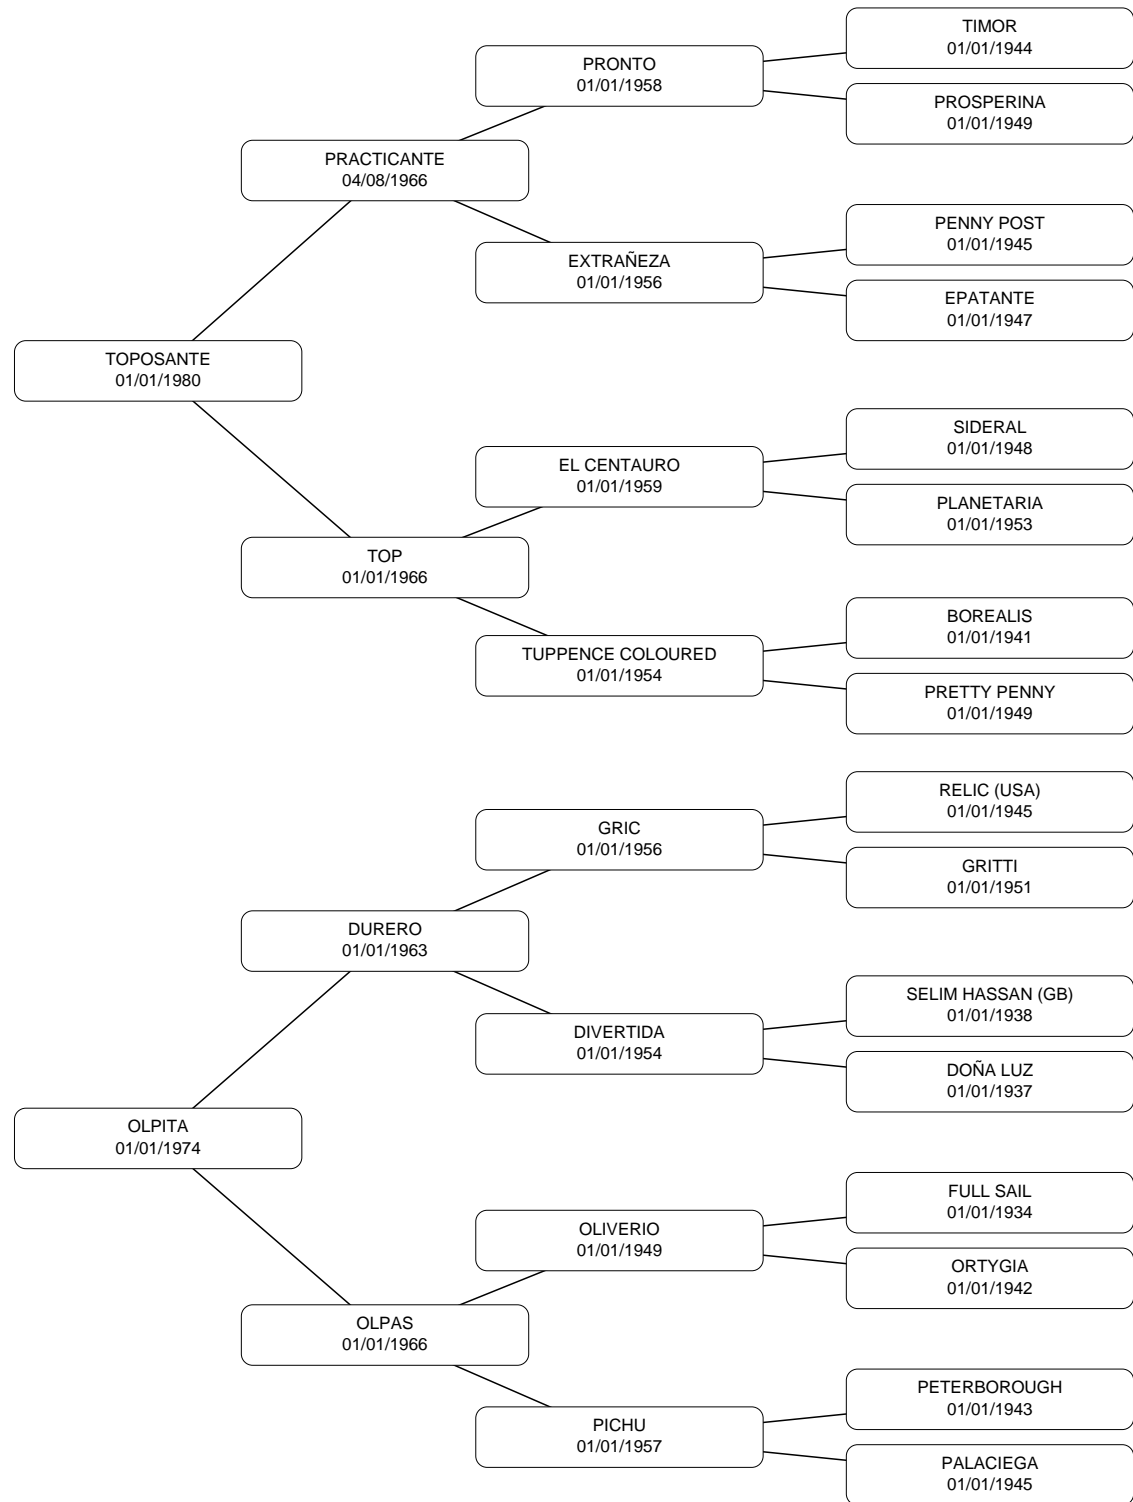 TIMOR
01/01/1944
PRONTO
01/01/1958
PROSPERINA
01/01/1949
PRACTICANTE
04/08/1966
PENNY POST
01/01/1945
EXTRAÑEZA
01/01/1956
EPATANTE
01/01/1947
TOPOSANTE
01/01/1980
SIDERAL
01/01/1948
EL CENTAURO
01/01/1959
PLANETARIA
01/01/1953
TOP
01/01/1966
BOREALIS
01/01/1941
TUPPENCE COLOURED
01/01/1954
PRETTY PENNY
01/01/1949
RELIC (USA)
01/01/1945
GRIC
01/01/1956
GRITTI
01/01/1951
DURERO
01/01/1963
SELIM HASSAN (GB)
01/01/1938
DIVERTIDA
01/01/1954
DOÑA LUZ
01/01/1937
OLPITA
01/01/1974
FULL SAIL
01/01/1934
OLIVERIO
01/01/1949
ORTYGIA
01/01/1942
OLPAS
01/01/1966
PETERBOROUGH
01/01/1943
PICHU
01/01/1957
PALACIEGA
01/01/1945